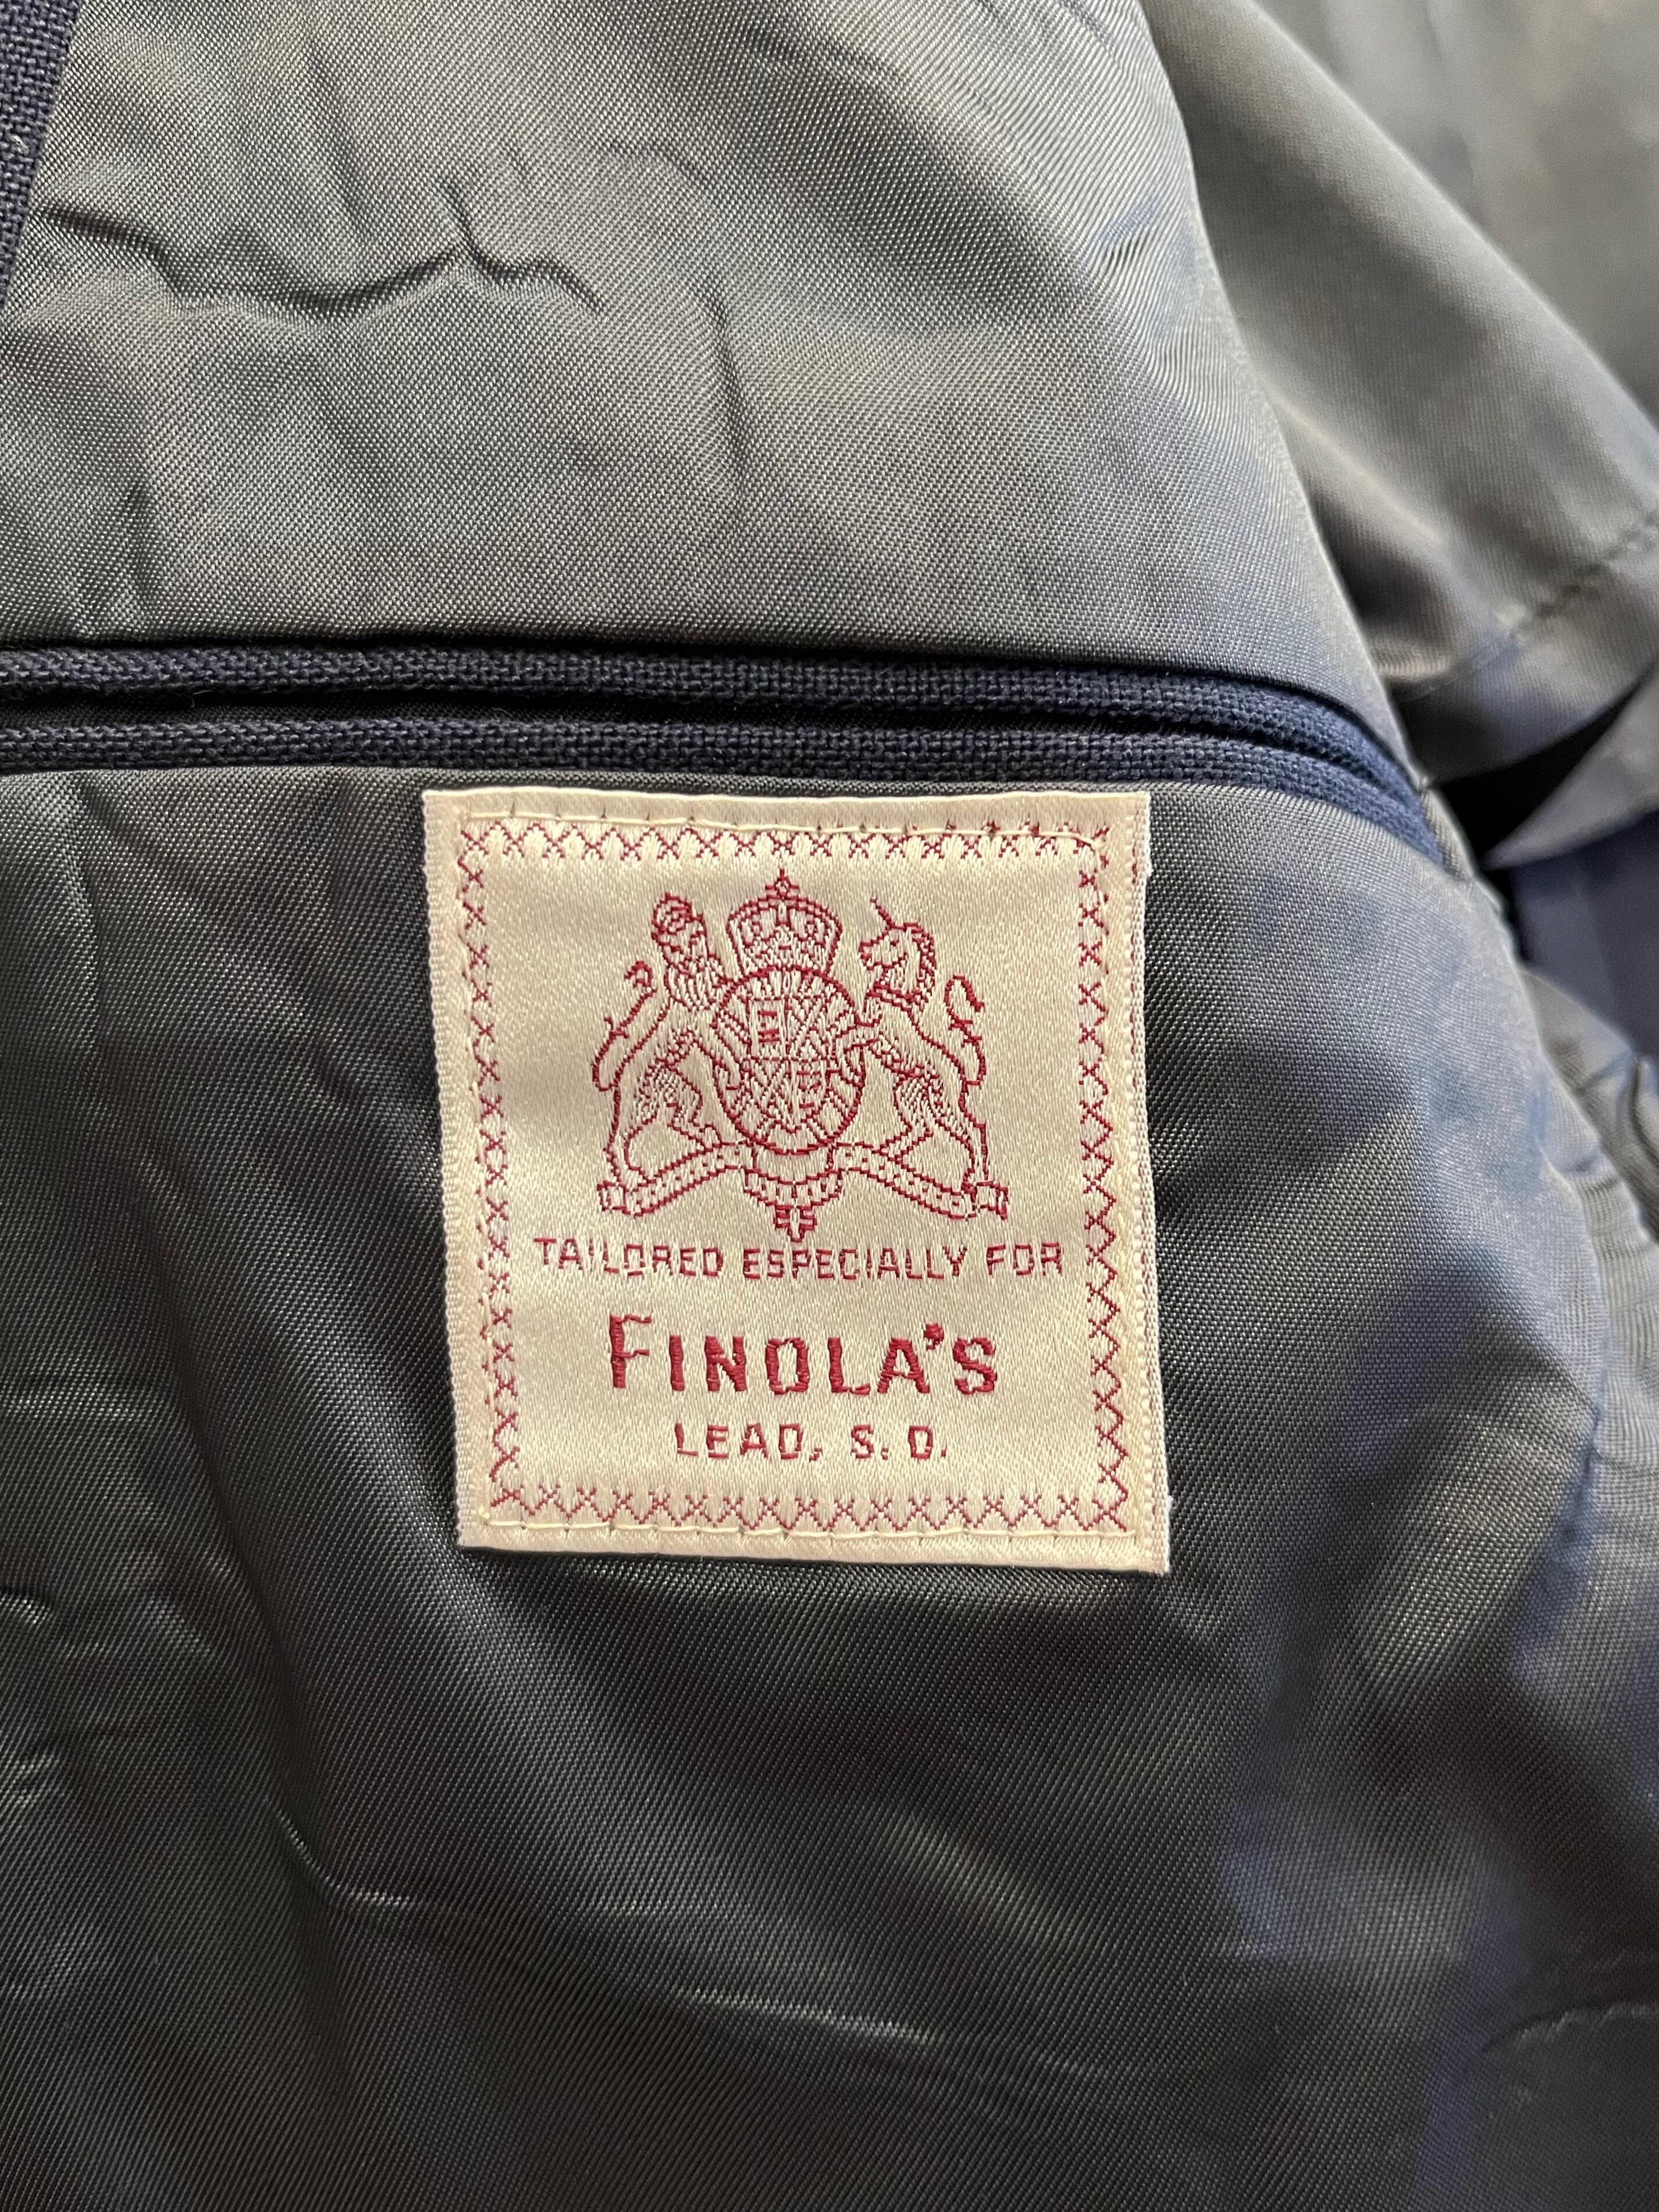 TAILORED ESPECIALLY FOR
FINOLA'S
LEAD, S. D.